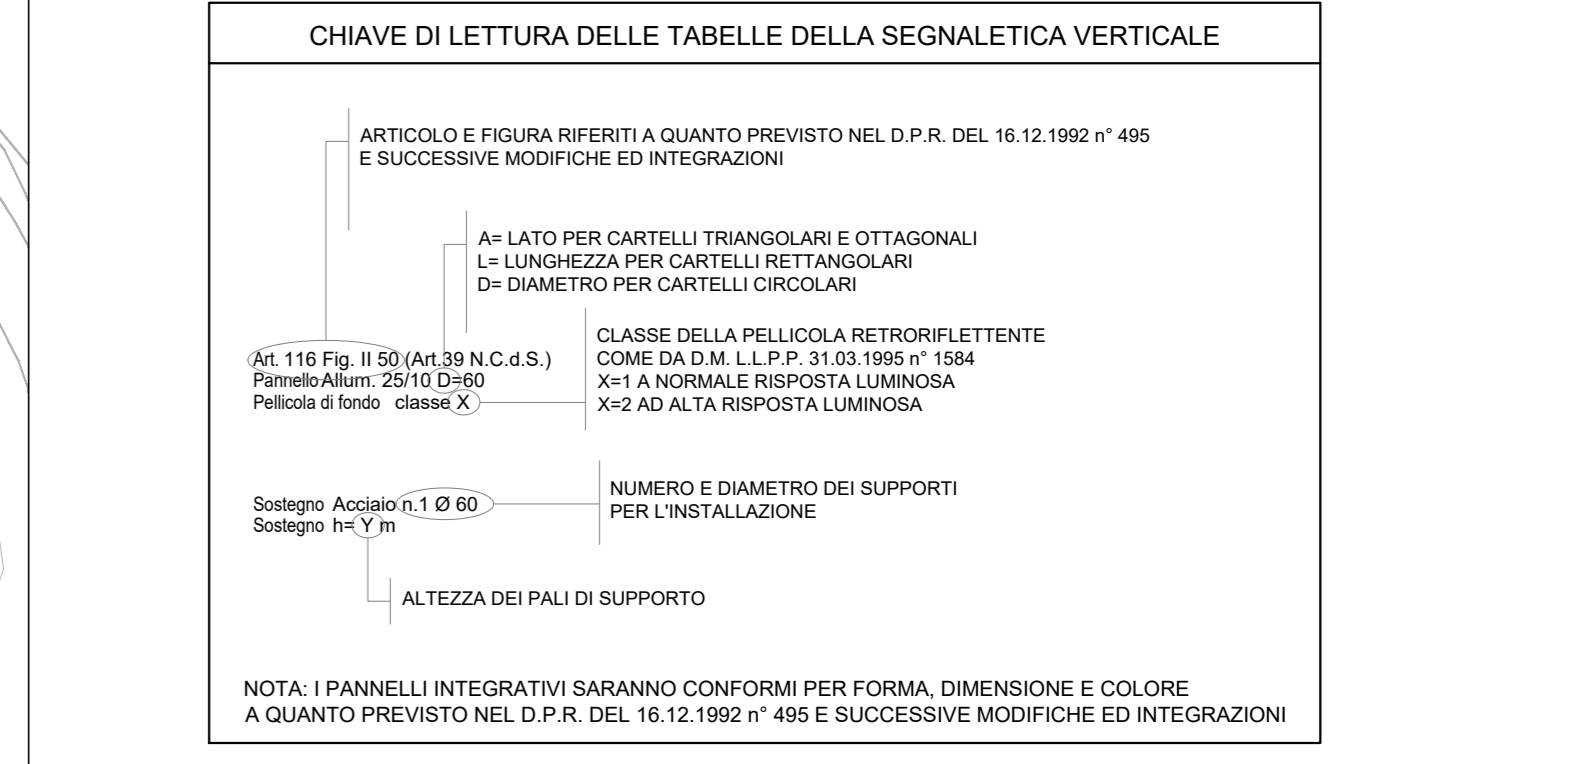 CHIAVE DI LETTURA DELLE TABELLE DELLA SEGNALETICA VERTICALE
ARTICOLO E FIGURA RIFERITI A QUANTO PREVISTO NEL D.P.R. DEL 16.12.1992 n° 495
E SUCCESSIVE MODIFICHE ED INTEGRAZIONI
A= LATO PER CARTELLI TRIANGOLARI E OTTAGONALI
L= LUNGHEZZA PER CARTELLI RETTANGOLARI
D= DIAMETRO PER CARTELLI CIRCOLARI
CLASSE DELLA PELLICOLA RETRORIFLETTENTE
COME DA D.M. L.L.P.P. 31.03.1995 n° 1584
X=1 A NORMALE RISPOSTA LUMINOSA
X=2 AD ALTA RISPOSTA LUMINOSA
Art. 116 Fig. II 50 (Art.39 N.C.d.S.)
Pannello Allum. 25/10 D=60
Pellicola di fondo classe X
NUMERO E DIAMETRO DEI SUPPORTI
PER L'INSTALLAZIONE
Sostegno Acciaio n.1 Ø 60
Sostegno h= Y m
ALTEZZA DEI PALI DI SUPPORTO
NOTA: I PANNELLI INTEGRATIVI SARANNO CONFORMI PER FORMA, DIMENSIONE E COLORE
A QUANTO PREVISTO NEL D.P.R. DEL 16.12.1992 n° 495 E SUCCESSIVE MODIFICHE ED INTEGRAZIONI